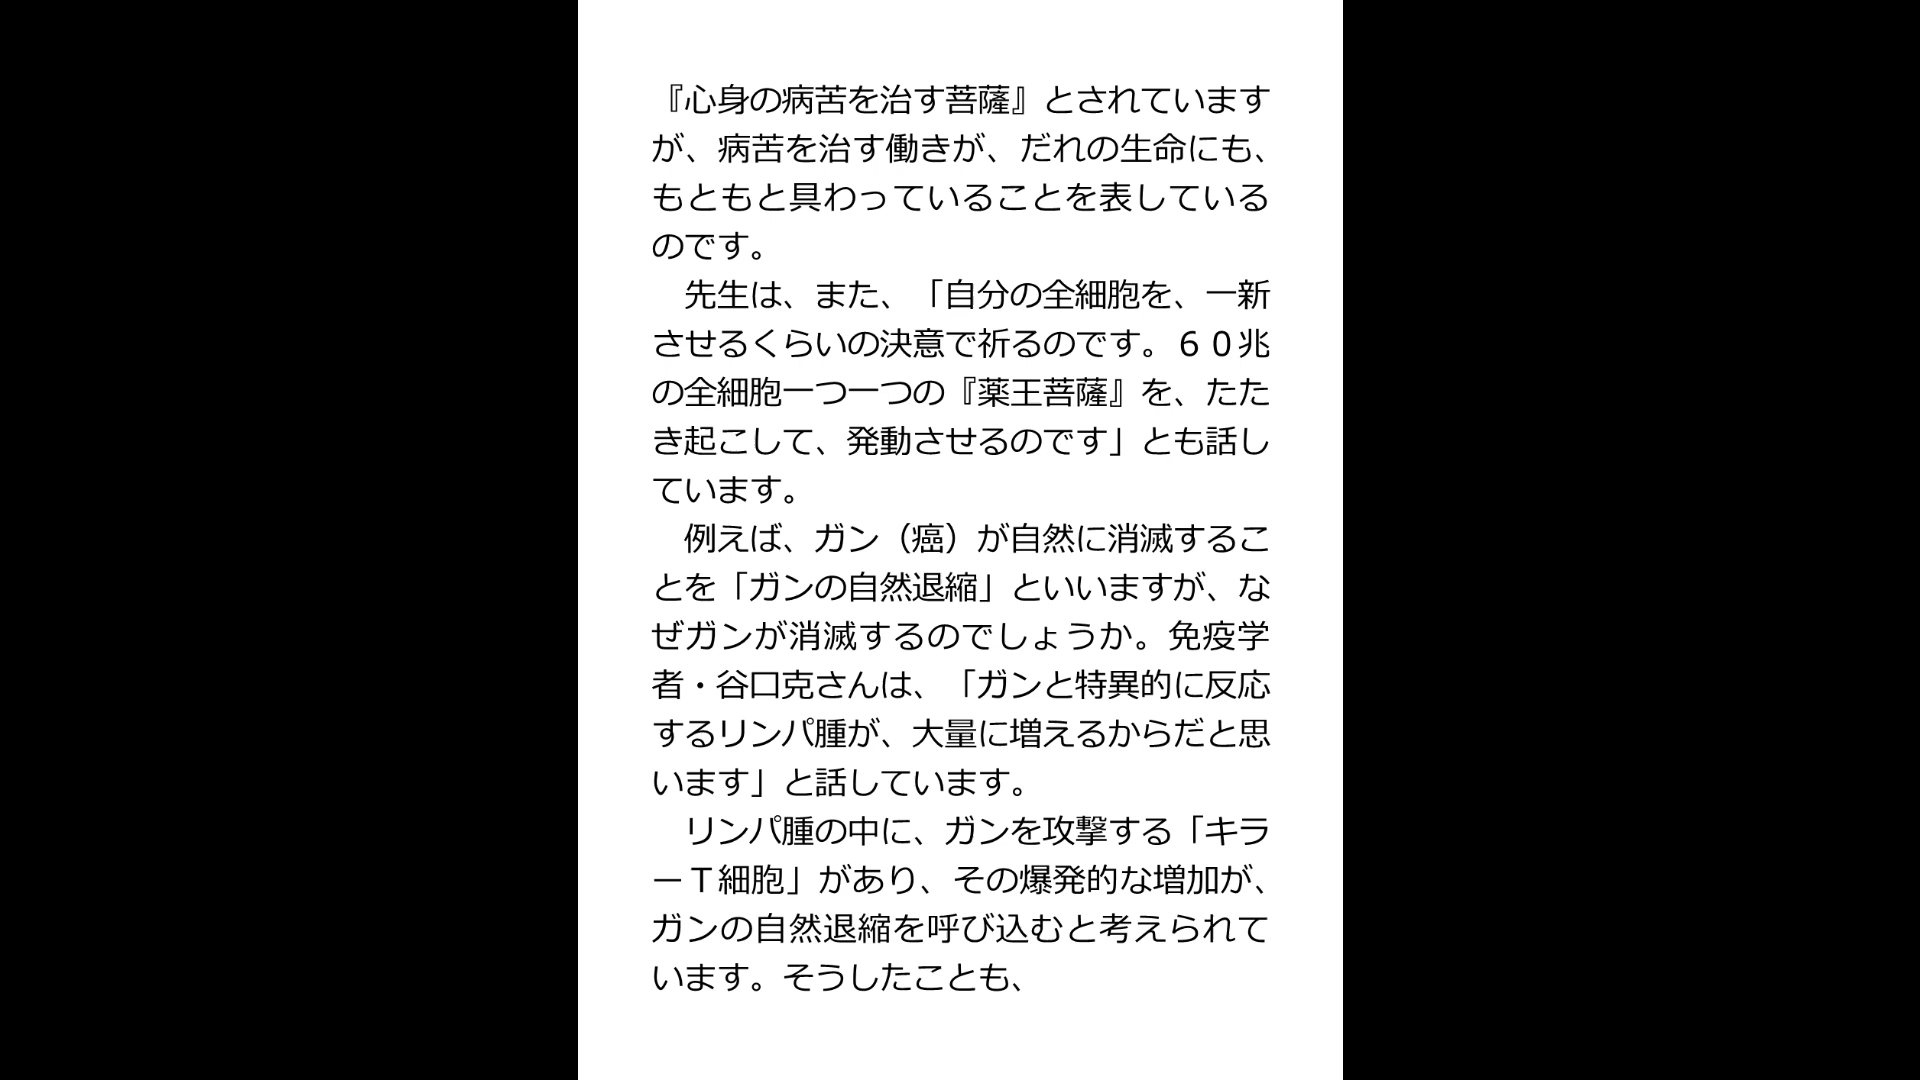 『心身の病苦を治す菩薩』とされています
が、病苦を治す働きが、だれの生命にも、
もともと具わっていることを表している
のです。
　先生は、また、「自分の全細胞を、一新
させるくらいの決意で祈るのです。６０兆
の全細胞一つ一つの『薬王菩薩』を、たた
き起こして、発動させるのです」とも話し
ています。
　例えば、ガン（癌）が自然に消滅するこ
とを「ガンの自然退縮」といいますが、な
ぜガンが消滅するのでしょうか。免疫学
者・谷口克さんは、「ガンと特異的に反応
するリンパ腫が、大量に増えるからだと思
います」と話しています。
　リンパ腫の中に、ガンを攻撃する「キラ
ーＴ細胞」があり、その爆発的な増加が、
ガンの自然退縮を呼び込むと考えられて
います。そうしたことも、